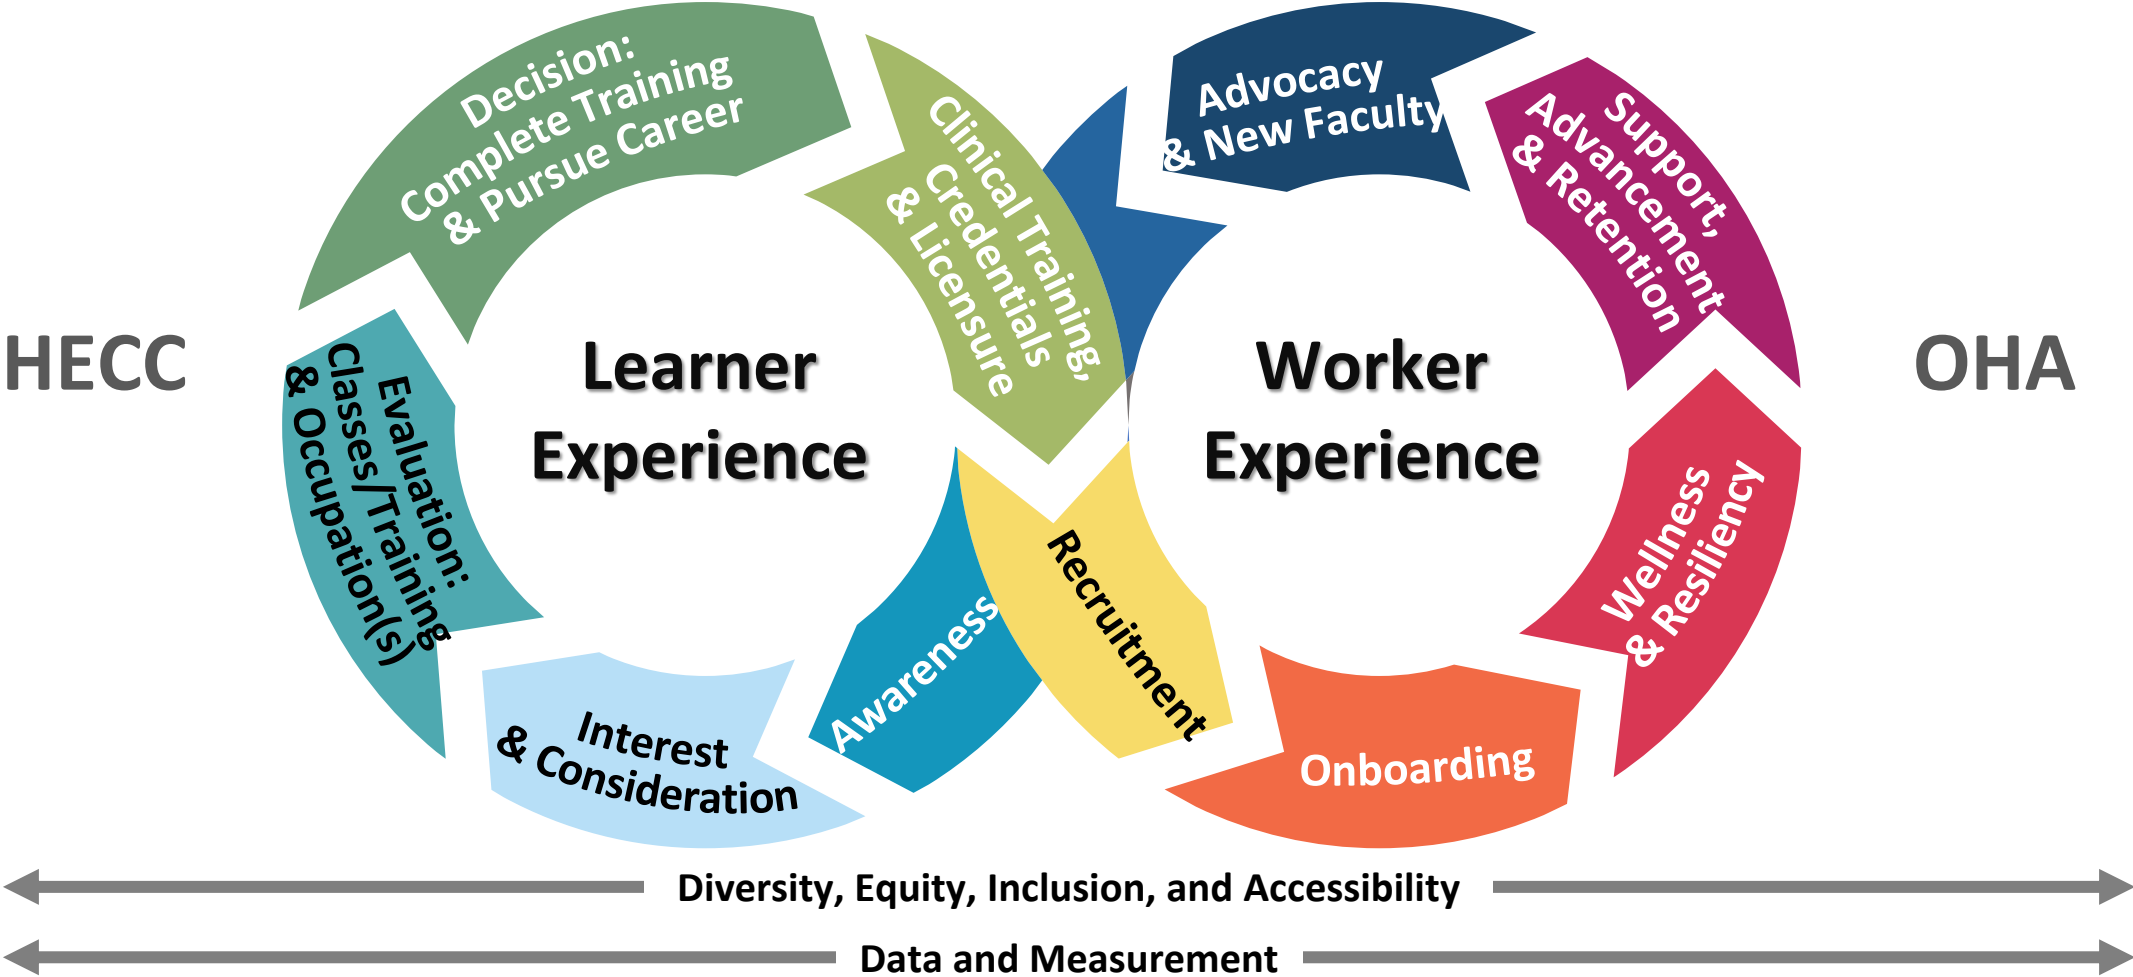 HECC
Learner
Experience
Decision:
Complete Training
& Pursue Career
Clinical Training,
Credentials
& Licensure
Evaluation:
Classes/Training
& Occupation(s)
Interest
& Consideration
Awareness
Recruitment
Worker
Experience
Advocacy
& New Faculty
Support,
Advancement
& Retention
Wellness
& Resiliency
Onboarding
OHA
Diversity, Equity, Inclusion, and Accessibility
Data and Measurement